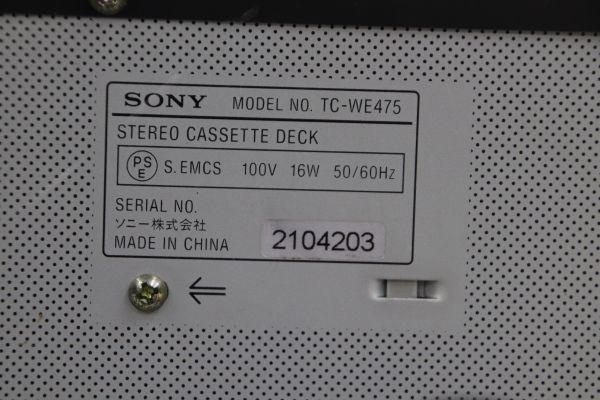 SONY MODEL NO. TC-WE475
STEREO CASSETTE DECK
PSE S.EMCS 100V 16W 50/60Hz
SERIAL NO.
ソニー株式会社
MADE IN CHINA 2104203